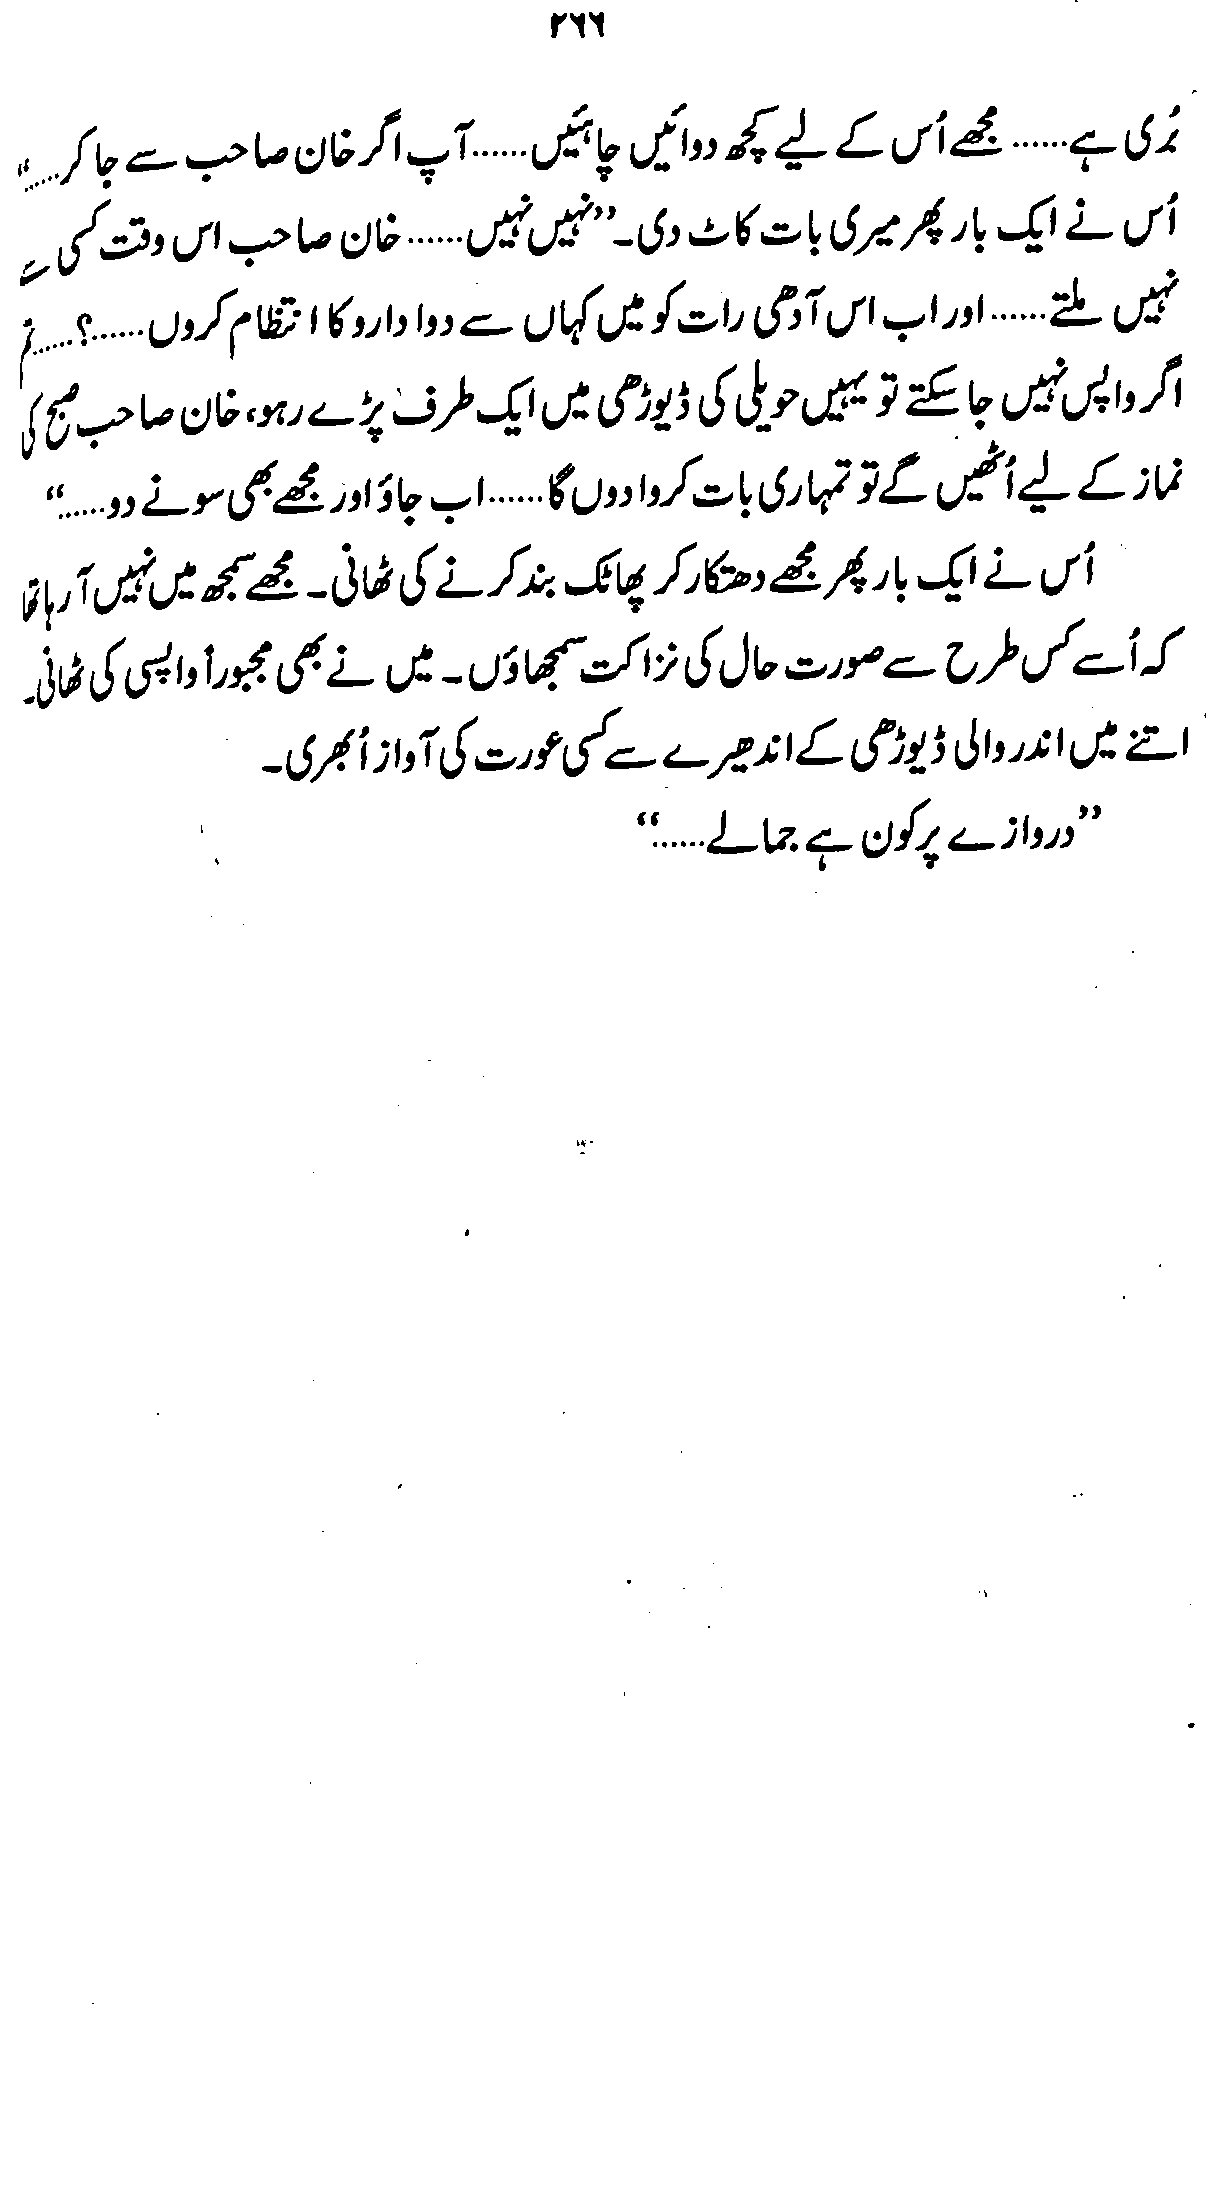 ۲۶۶
بُری ہے...... مجھے اُس کے لیے کچھ دوائیں چاہئیں......آپ اگر خان صاحب سے جا کر......“
اُس نے ایک بار پھر میری بات کاٹ دی۔ ”نہیں نہیں......خان صاحب اس وقت کسی سے
نہیں ملتے......اور اب اس آدھی رات کو میں کہاں سے دوا دارو کا انتظام کروں......؟......تم
اگر واپس نہیں جا سکتے تو یہیں حویلی کی ڈیوڑھی میں ایک طرف پڑے رہو، خان صاحب صبح کی
نماز کے لیے اُٹھیں گے تو تمہاری بات کروا دوں گا......اب جاؤ اور مجھے بھی سونے دو......“
اُس نے ایک بار پھر مجھے دھتکار کر پھاٹک بند کرنے کی ٹھانی۔ مجھے سمجھ میں نہیں آ رہا تھا
کہ اُسے کس طرح سے صورت حال کی نزاکت سمجھاؤں۔ میں نے بھی مجبوراً واپسی کی ٹھانی۔
اتنے میں اندر والی ڈیوڑھی کے اندھیرے سے کسی عورت کی آواز اُبھری۔
”دروازے پر کون ہے جمالے......“